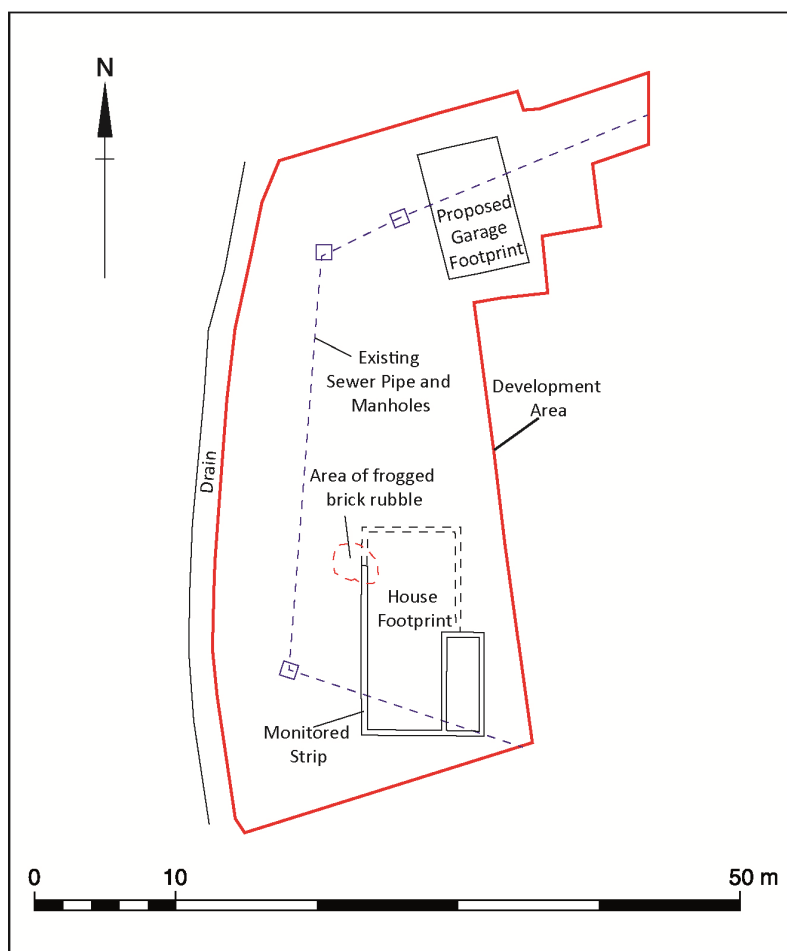 N
Proposed
Garage
Footprint
Existing
Sewer Pipe and
Manholes
Development
Area
Drain
Area of frogged
brick rubble
House
Footprint
Monitored
Strip
0 10 50 m